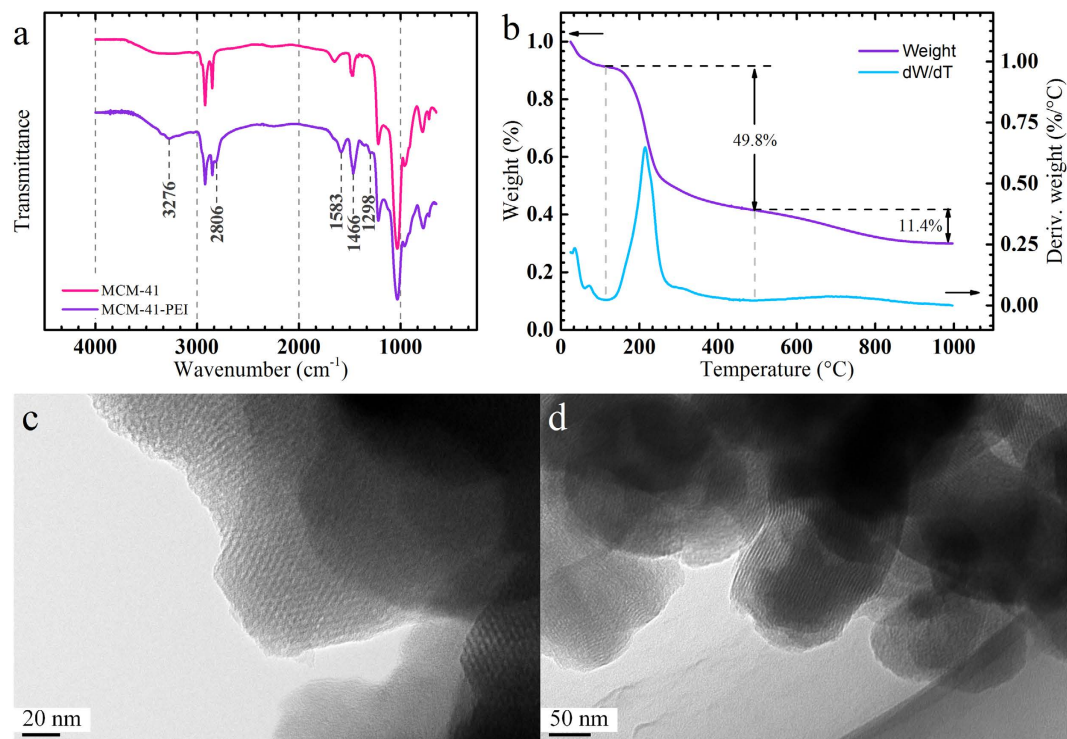 a
Transmittance
3276
2806
1583
1466
1298
MCM-41
MCM-41-PEI
4000 3000 2000 1000
Wavenumber (cm-1)
b
Weight
dW/dT
49.8%
11.4%
1.0
0.8
0.6
0.4
0.2
0.0
Weight (%)
1.00
0.75
0.50
0.25
0.00
Deriv. weight (%/°C)
0 200 400 600 800 1000
Temperature (°C)
c
20 nm
d
50 nm